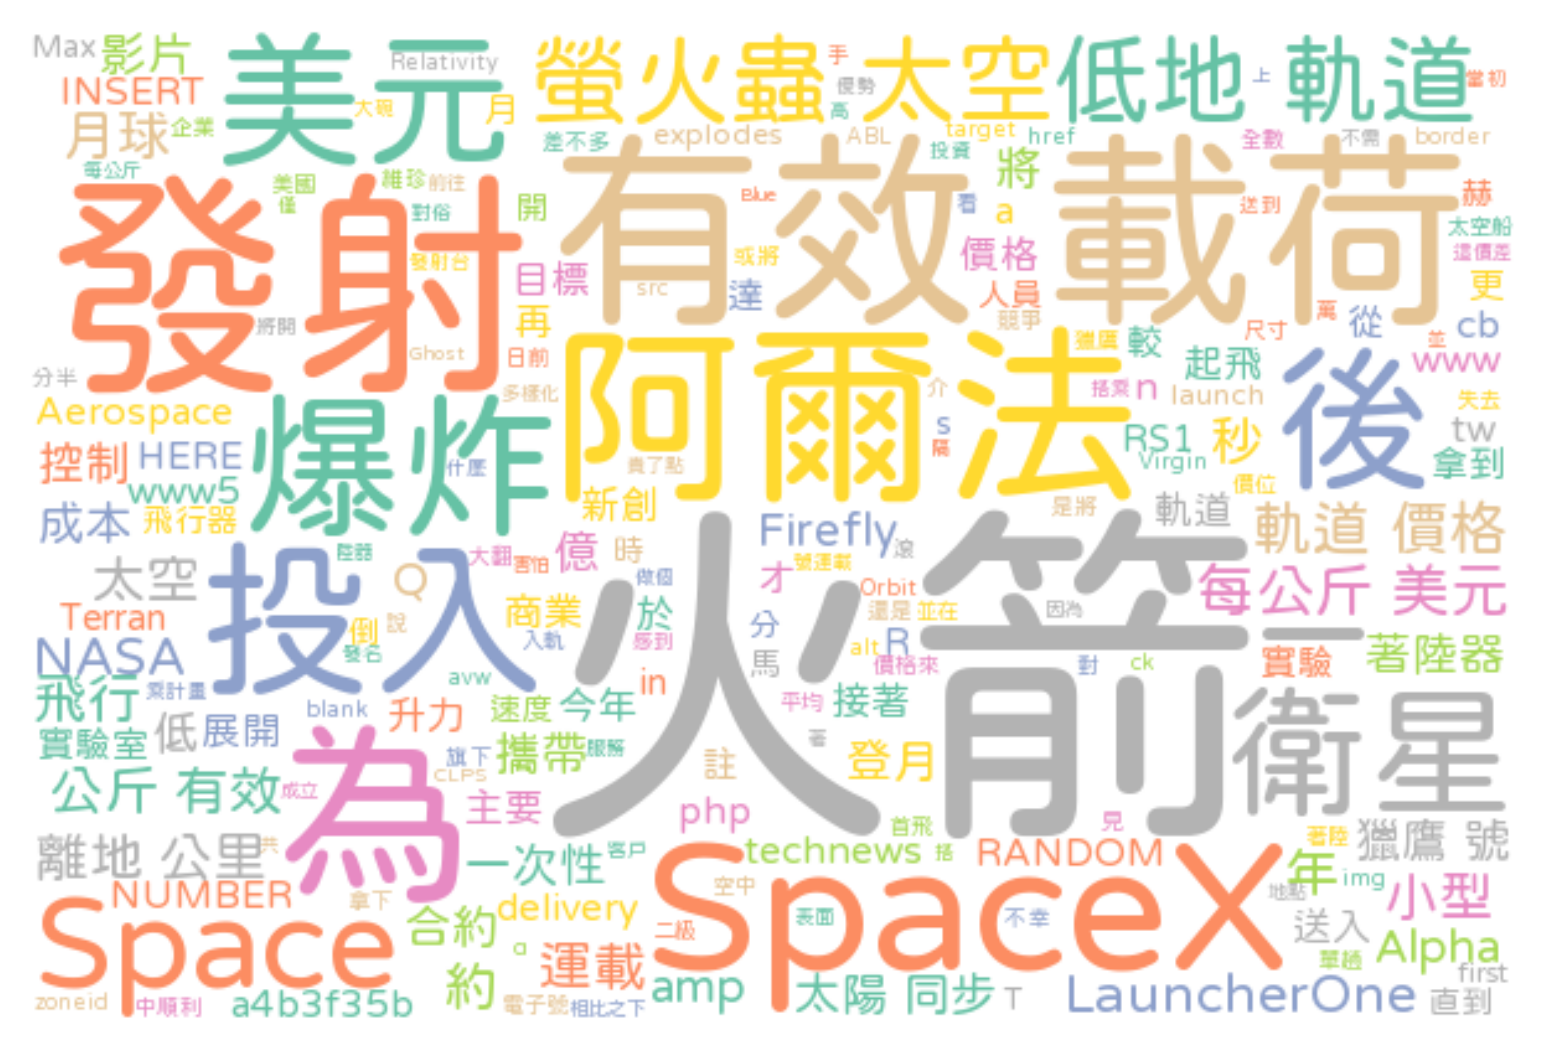 Max 影片 美元 Relativity 螢火蟲 太空 手 優勢 低地 軌道 上 當初
INSERT 大碗 月 高
月球 企業 差不多 explodes ABL target href 全數 不需 border
每公斤 美國 維珍 前往 有效 載荷 投資 將
僅 對俗 開 Blue 看 a 送到 赫
發射 發射台 目標 或將 價格 太空船
src 達 人員 這價差
將開 再 競爭 萬 從 更 cb
Ghost 日前 阿爾法 獵鷹 較 尺寸 並 www
分半 多樣化 介 搭乘 n 起飛 launch 後 失去
Aerospace 爆炸 s RS1 秒 tw
控制 HERE 什麼 貴了點 隔 Virgin 拿到
www5 新創 價位
成本 飛行器 Firefly 是將 軌道 軌道 價格
太空 陸器 大翻 害怕 億 時 滾 號運載
投入 Q 做個 才 Orbit 火箭 因為 每公斤 美元
Terran 倒 說 商業 於 分 還是 並在
NASA 發名 入軌 感到 馬 alt R 價格來 對 ck 實驗 著陸器
飛行 乘計畫 avw in 平均
實驗室 低 展開 blank 升力 速度 今年 接著 衛星
旗下 攜帶 服務 註 著 登月
公斤 有效 成立 為 CLPS 主要 php 首飛 見
離地 公里 共 一次性 客戶 technews 括 RANDOM 著陸 獵鷹 號
NUMBER 拿下 空中 年 img
Space 合約 delivery SpaceX 表面 不幸 地點 小型
a 二級 送入
約 運載 單趟 Alpha
zoneid 中順利 a4b3f35b 電子號 相比之下 amp 太陽 同步 T LauncherOne first
直到